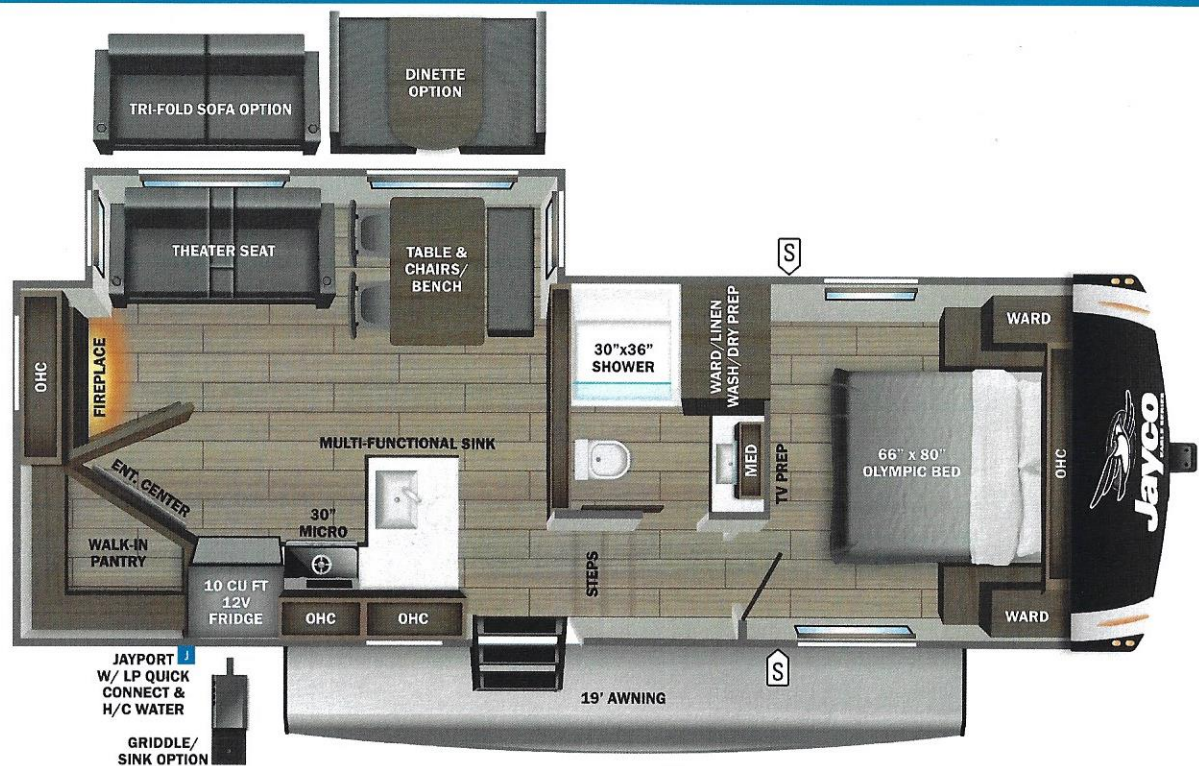 TRI-FOLD SOFA OPTION
DINETTE
OPTION
THEATER SEAT
TABLE &
CHAIRS/
BENCH
S
OHC
FIREPLACE
30"x36"
SHOWER
WARD/LINEN
WASH/DRY PREP
WARD
MULTI-FUNCTIONAL SINK
MED
TV PREP
66" x 80"
OLYMPIC BED
OHC
Jayco
ENT. CENTER
30"
MICRO
WALK-IN
PANTRY
10 CU FT
12V
FRIDGE
OHC
OHC
STEPS
WARD
JAYPORT J
W/ LP QUICK
CONNECT &
H/C WATER
S
19' AWNING
GRIDDLE/
SINK OPTION